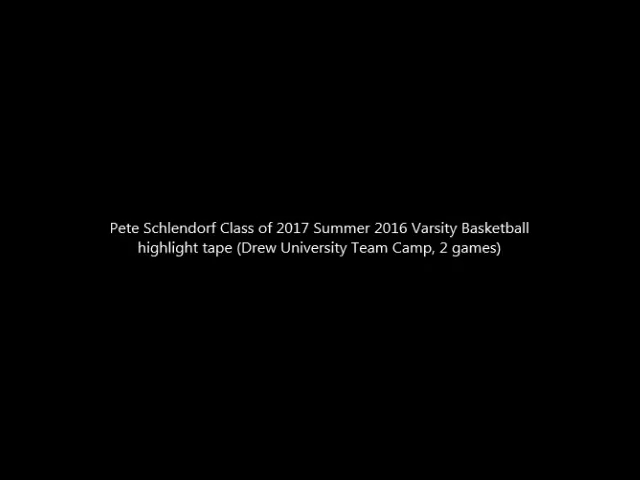 Pete Schlendorf Class of 2017 Summer 2016 Varsity Basketball
highlight tape (Drew University Team Camp, 2 games)